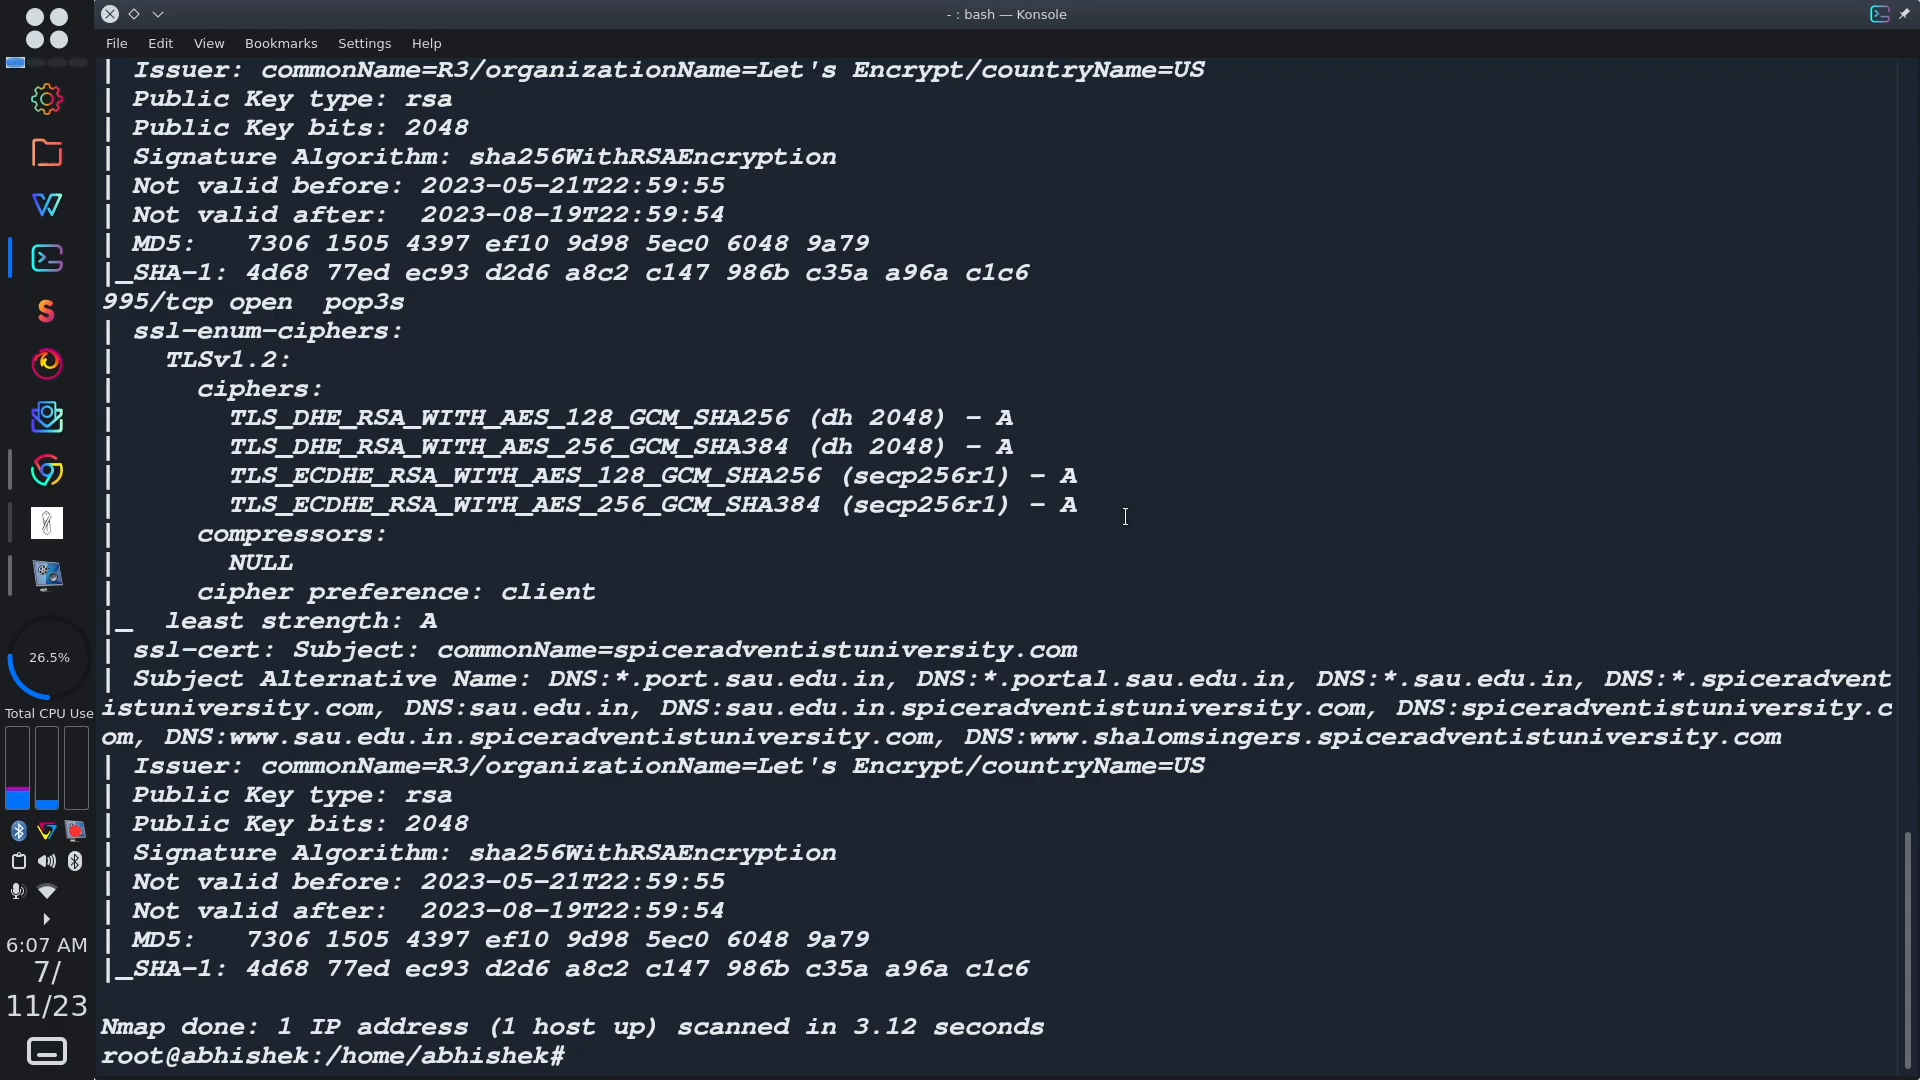 - : bash — Konsole
File Edit View Bookmarks Settings Help
| Issuer: commonName=R3/organizationName=Let's Encrypt/countryName=US
| Public Key type: rsa
| Public Key bits: 2048
| Signature Algorithm: sha256WithRSAEncryption
| Not valid before: 2023-05-21T22:59:55
| Not valid after:  2023-08-19T22:59:54
| MD5:   7306 1505 4397 ef10 9d98 5ec0 6048 9a79
|_SHA-1: 4d68 77ed ec93 d2d6 a8c2 c147 986b c35a a96a c1c6
995/tcp open  pop3s
| ssl-enum-ciphers:
|   TLSv1.2:
|     ciphers:
|       TLS_DHE_RSA_WITH_AES_128_GCM_SHA256 (dh 2048) - A
|       TLS_DHE_RSA_WITH_AES_256_GCM_SHA384 (dh 2048) - A
|       TLS_ECDHE_RSA_WITH_AES_128_GCM_SHA256 (secp256r1) - A
|       TLS_ECDHE_RSA_WITH_AES_256_GCM_SHA384 (secp256r1) - A
|     compressors:
|       NULL
|     cipher preference: client
|_  least strength: A
| ssl-cert: Subject: commonName=spiceradventistuniversity.com
| Subject Alternative Name: DNS:*.port.sau.edu.in, DNS:*.portal.sau.edu.in, DNS:*.sau.edu.in, DNS:*.spiceradvent
istuniversity.com, DNS:sau.edu.in, DNS:sau.edu.in.spiceradventistuniversity.com, DNS:spiceradventistuniversity.c
om, DNS:www.sau.edu.in.spiceradventistuniversity.com, DNS:www.shalomsingers.spiceradventistuniversity.com
| Issuer: commonName=R3/organizationName=Let's Encrypt/countryName=US
| Public Key type: rsa
| Public Key bits: 2048
| Signature Algorithm: sha256WithRSAEncryption
| Not valid before: 2023-05-21T22:59:55
| Not valid after:  2023-08-19T22:59:54
| MD5:   7306 1505 4397 ef10 9d98 5ec0 6048 9a79
|_SHA-1: 4d68 77ed ec93 d2d6 a8c2 c147 986b c35a a96a c1c6
Nmap done: 1 IP address (1 host up) scanned in 3.12 seconds
root@abhishek:/home/abhishek#
26.5%
Total CPU Use
6:07 AM
7/
11/23